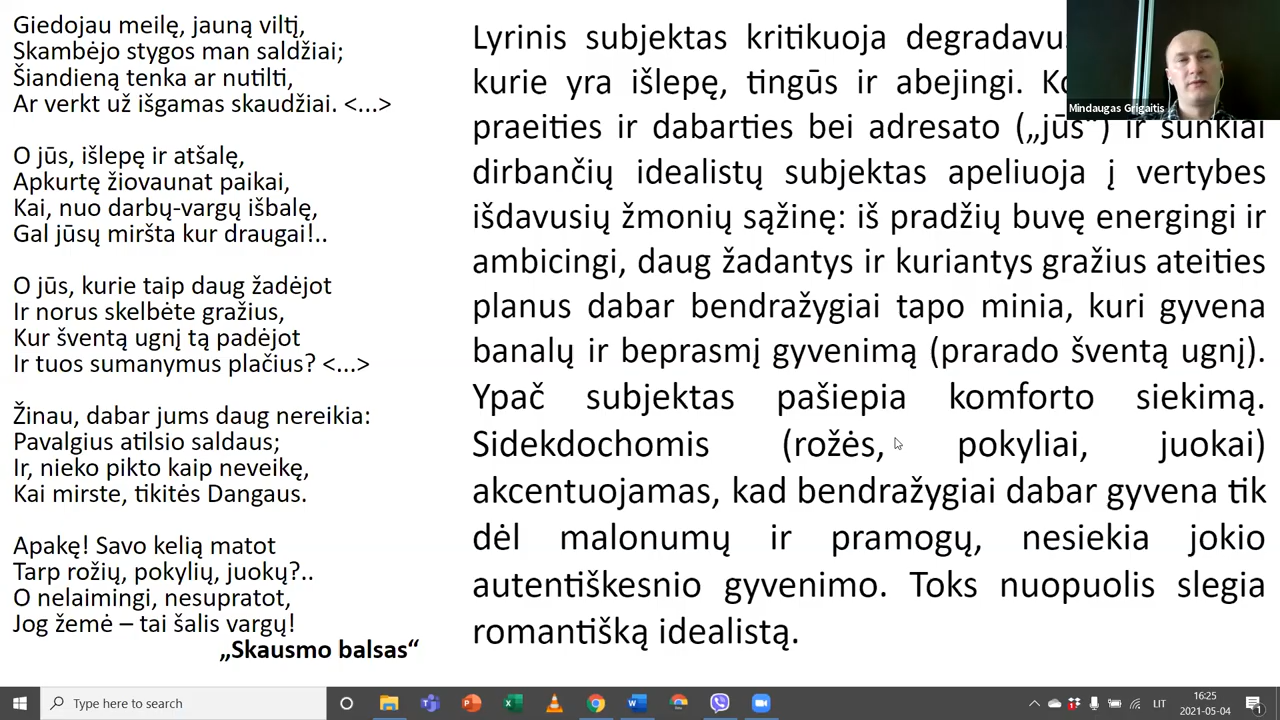 Giedojau meilę, jauną viltį,
Skambėjo stygos man saldžiai;
Šiandieną tenka ar nutilti,
Ar verkt už išgamas skaudžiai. <...>
O jūs, išlepę ir atšalę,
Apkurtę žiovaunat paikai,
Kai, nuo darbų-vargų išbalę,
Gal jūsų miršta kur draugai!..
O jūs, kurie taip daug žadėjot
Ir norus skelbėte gražius,
Kur šventą ugnį tą padėjot
Ir tuos sumanymus plačius? <...>
Žinau, dabar jums daug nereikia:
Pavalgius atilsio saldaus;
Ir, nieko pikto kaip neveikę,
Kai mirste, tikitės Dangaus.
Apakę! Savo kelią matot
Tarp rožių, pokylių, juokų?..
O nelaimingi, nesupratot,
Jog žemė – tai šalis vargų!
„Skausmo balsas“
Lyrinis subjektas kritikuoja
kurie yra išlepę, tingūs ir abejingi.
praeities ir dabarties bei adresato („jūs“) ir sunkiai
dirbančių idealistų subjektas apeliuoja į vertybes
išdavusių žmonių sąžinę: iš pradžių buvę energingi ir
ambicingi, daug žadantys ir kuriantys gražius ateities
planus dabar bendražygiai tapo minia, kuri gyvena
banalų ir beprasmį gyvenimą (prarado šventą ugnį).
Ypač subjektas pašiepia komforto siekimą.
Sidekdochomis (rožės, pokyliai, juokai)
akcentuojamas, kad bendražygiai dabar gyvena tik
dėl malonumų ir pramogų, nesiekia jokio
autentiškesnio gyvenimo. Toks nuopuolis slegia
romantišką idealistą.
Mindaugas Grigaitis
Type here to search
LIT
16:25
2021-05-04